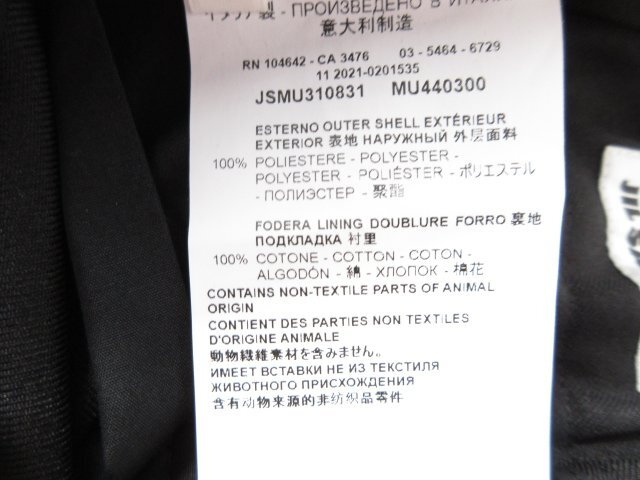 イタリア製 - ПРОИЗВЕДЕНО В ИТАЛИИ
意大利制造
RN 104642 - CA 3476 03 - 5464 - 6729
11 2021-0201535
JSMU310831 MU440300
ESTERNO OUTER SHELL EXTÉRIEUR
EXTERIOR 表地 НАРУЖНЫЙ 外层面料
100% POLIESTERE - POLYESTER -
POLYESTER - POLIÉSTER - ポリエステル
- ПОЛИЭСТЕР - 聚酯
FODERA LINING DOUBLURE FORRO 裏地
ПОДКЛАДКА 衬里
100% COTONE - COTTON - COTON -
ALGODÓN - 綿 - ХЛОПОК - 棉花
CONTAINS NON-TEXTILE PARTS OF ANIMAL
ORIGIN
CONTIENT DES PARTIES NON TEXTILES
D'ORIGINE ANIMALE
動物繊維素材を含みません。
ИМЕЕТ ВСТАВКИ НЕ ИЗ ТЕКСТИЛЯ
ЖИВОТНОГО ПРИСХОЖДЕНИЯ
含有动物来源的非纺织品零件